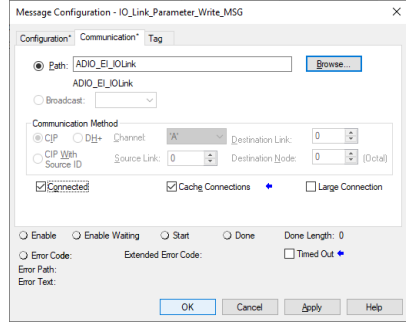 Message Configuration - IO_Link_Parameter_Write_MSG
Configuration* Communication* Tag
Path: ADIO_EI_IOLink Browse...
ADIO_EI_IOLink
Broadcast:
Communication Method
CIP DH+ Channel: 'A' Destination Link: 0
CIP With Source ID Source Link: 0 Destination Node: 0 (Octal)
Connected Cache Connections Large Connection
Enable Enable Waiting Start Done Done Length: 0
Error Code: Extended Error Code: Timed Out
Error Path:
Error Text:
OK Cancel Apply Help